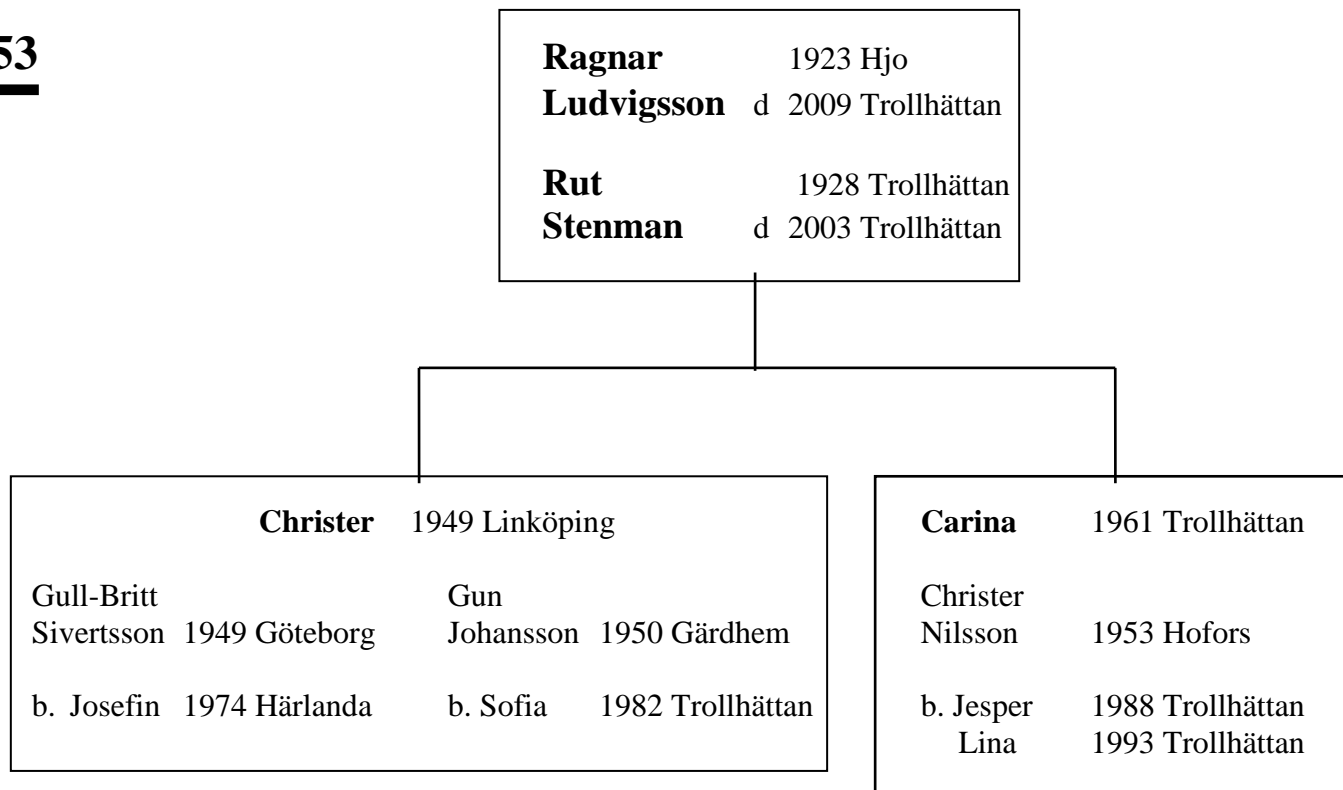 53
Ragnar 1923 Hjo
Ludvigsson d 2009 Trollhättan
Rut 1928 Trollhättan
Stenman d 2003 Trollhättan
Christer 1949 Linköping
Gull-Britt
Sivertsson 1949 Göteborg
b. Josefin 1974 Härlanda
Gun
Johansson 1950 Gärdhem
b. Sofia 1982 Trollhättan
Carina 1961 Trollhättan
Christer
Nilsson 1953 Hofors
b. Jesper 1988 Trollhättan
Lina 1993 Trollhättan